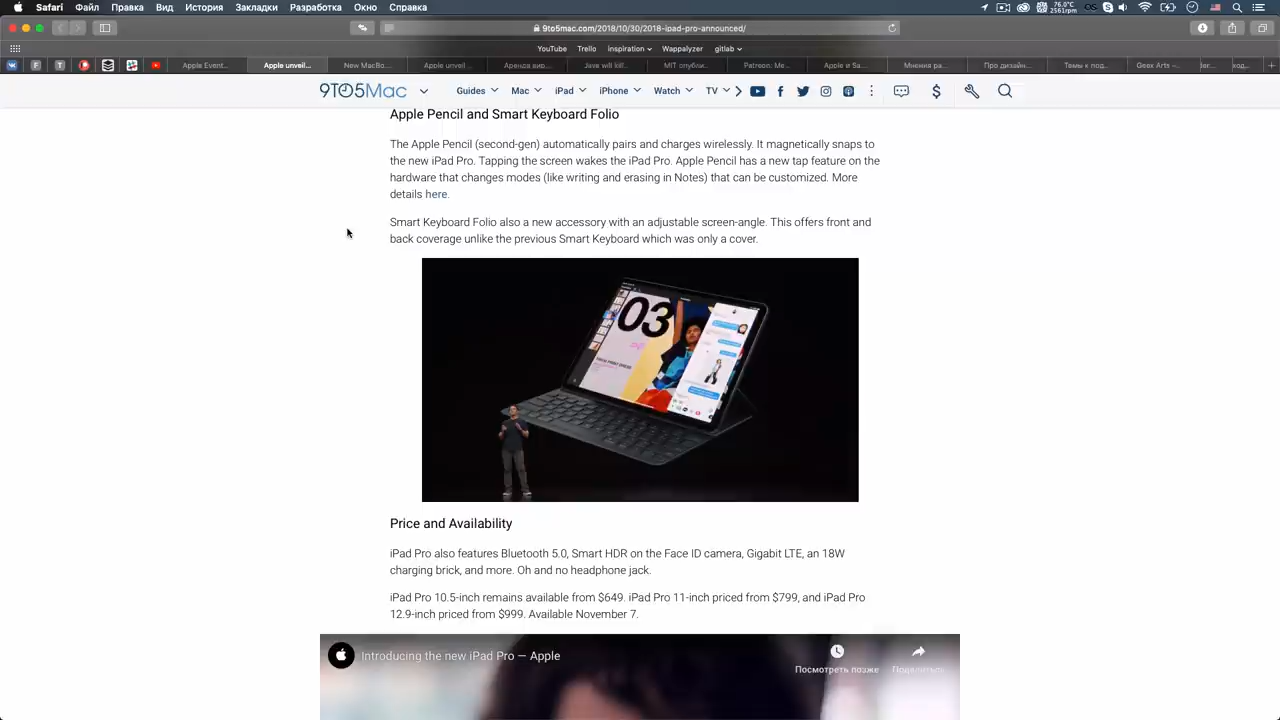 Safari Файл Правка Вид История Закладки Разработка Окно Справка
76.0°C
2561rpm
9to5mac.com/2018/10/30/2018-ipad-pro-announced/
YouTube Trello inspiration Wappalyzer gitlab
Apple Event... Apple unveil... New MacBo... Apple unveil ... Аренда вир... Java will kill... MIT опубли... Patreon: Me... Apple и Sa... Мнения ра... Про дизайн... Темы к под... Geox Arts –...
9TO5Mac Guides Mac iPad iPhone Watch TV
Apple Pencil and Smart Keyboard Folio
The Apple Pencil (second-gen) automatically pairs and charges wirelessly. It magnetically snaps to
the new iPad Pro. Tapping the screen wakes the iPad Pro. Apple Pencil has a new tap feature on the
hardware that changes modes (like writing and erasing in Notes) that can be customized. More
details here.
Smart Keyboard Folio also a new accessory with an adjustable screen-angle. This offers front and
back coverage unlike the previous Smart Keyboard which was only a cover.
03
Price and Availability
iPad Pro also features Bluetooth 5.0, Smart HDR on the Face ID camera, Gigabit LTE, an 18W
charging brick, and more. Oh and no headphone jack.
iPad Pro 10.5-inch remains available from $649. iPad Pro 11-inch priced from $799, and iPad Pro
12.9-inch priced from $999. Available November 7.
Introducing the new iPad Pro — Apple
Посмотреть позже Поделиться